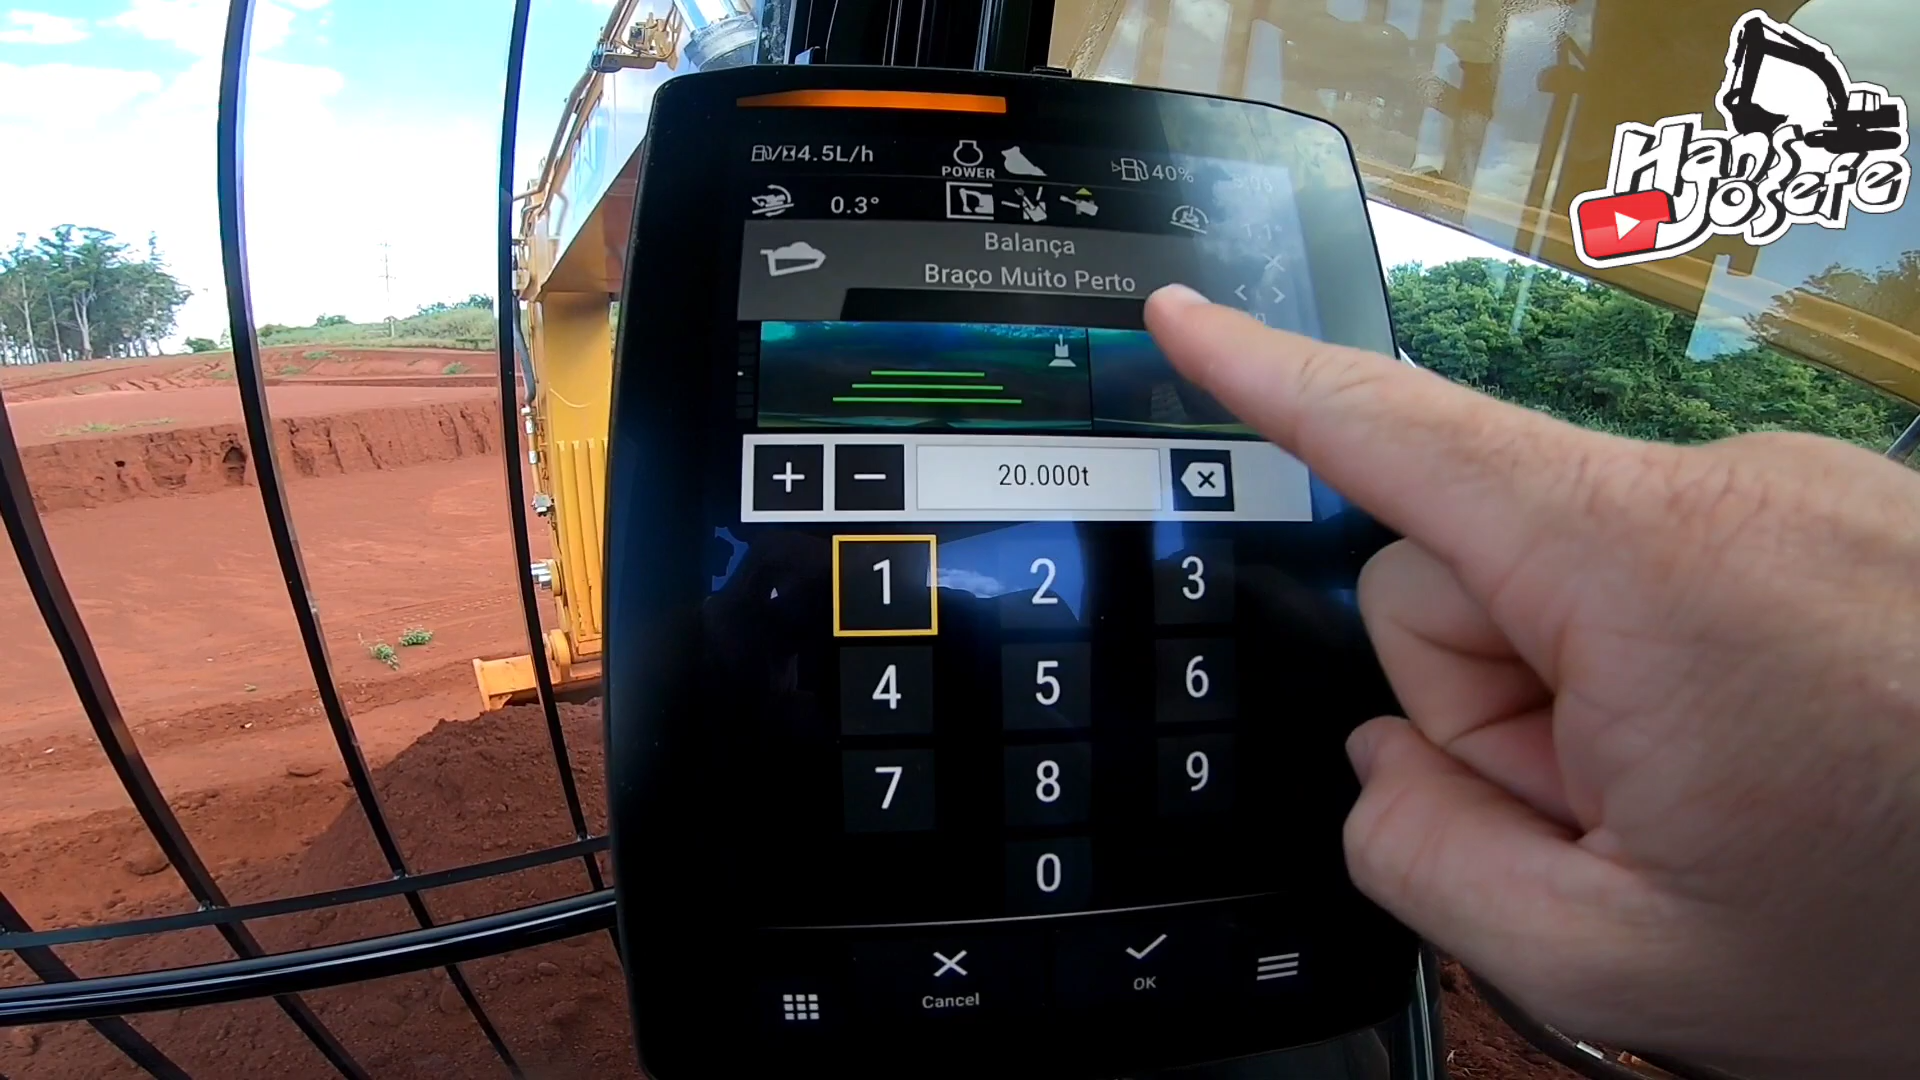 Hans
Josefe
4.5L/h
POWER
40%
0.3°
Balança
Braço Muito Perto
20.000t
1
2
3
4
5
6
7
8
9
0
Cancel
OK